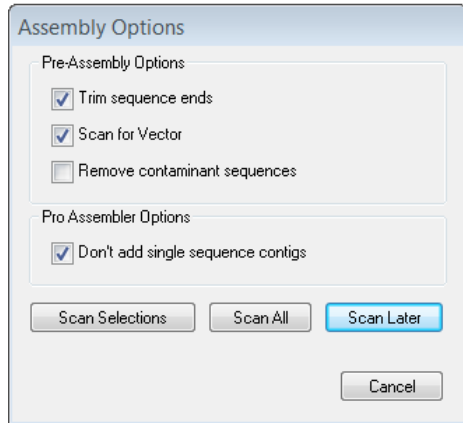 Assembly Options
Pre-Assembly Options
Trim sequence ends
Scan for Vector
Remove contaminant sequences
Pro Assembler Options
Don't add single sequence contigs
Scan Selections Scan All Scan Later
Cancel